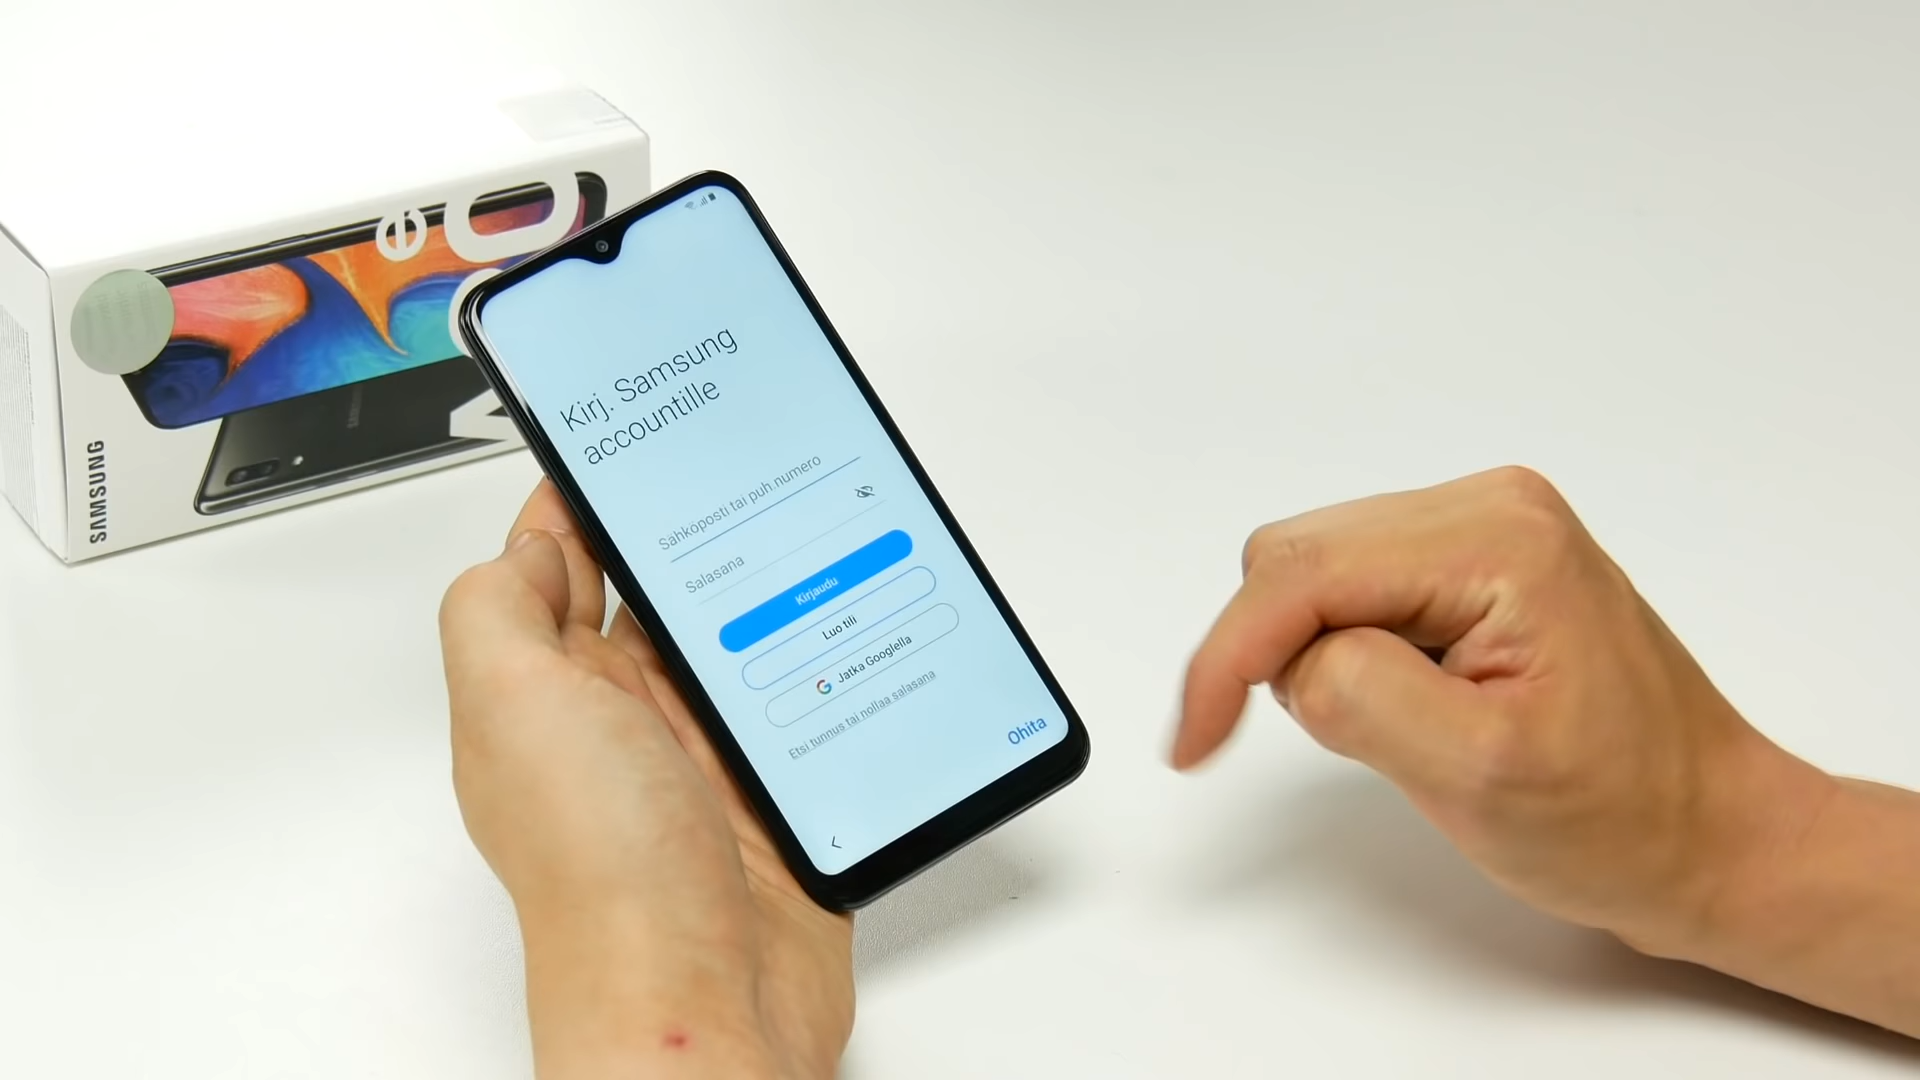 SAMSUNG
e
Kirj. Samsung
accountille
Sähköposti tai puh.numero
Salasana
Kirjaudu
Luo tili
Jatka Googlella
Etsi tunnus tai nollaa salasana
Ohita